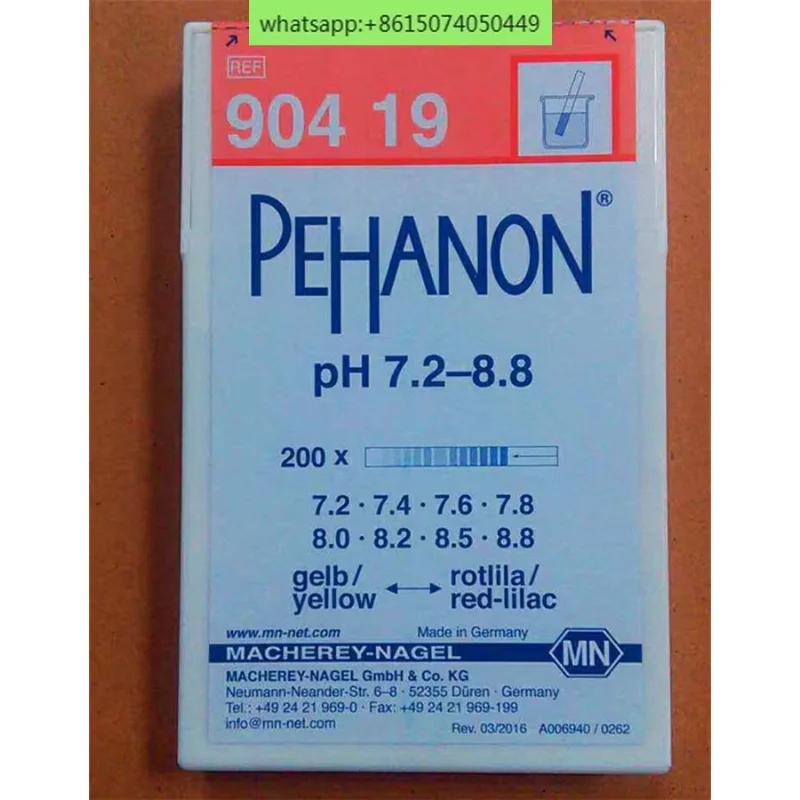 whatsapp:+8615074050449
REF
904 19
PEHANON®
pH 7.2–8.8
200 x
7.2 · 7.4 · 7.6 · 7.8
8.0 · 8.2 · 8.5 · 8.8
gelb/ rotlila/
yellow red-lilac
www.mn-net.com Made in Germany
MACHEREY-NAGEL MN
MACHEREY-NAGEL GmbH & Co. KG
Neumann-Neander-Str. 6–8 · 52355 Düren · Germany
Tel.: +49 24 21 969-0 · Fax: +49 24 21 969-199
info@mn-net.com Rev. 03/2016 A006940 / 0262